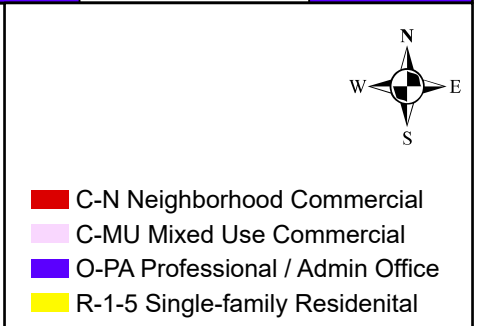 N
W E
S
C-N Neighborhood Commercial
C-MU Mixed Use Commercial
O-PA Professional / Admin Office
R-1-5 Single-family Residenital